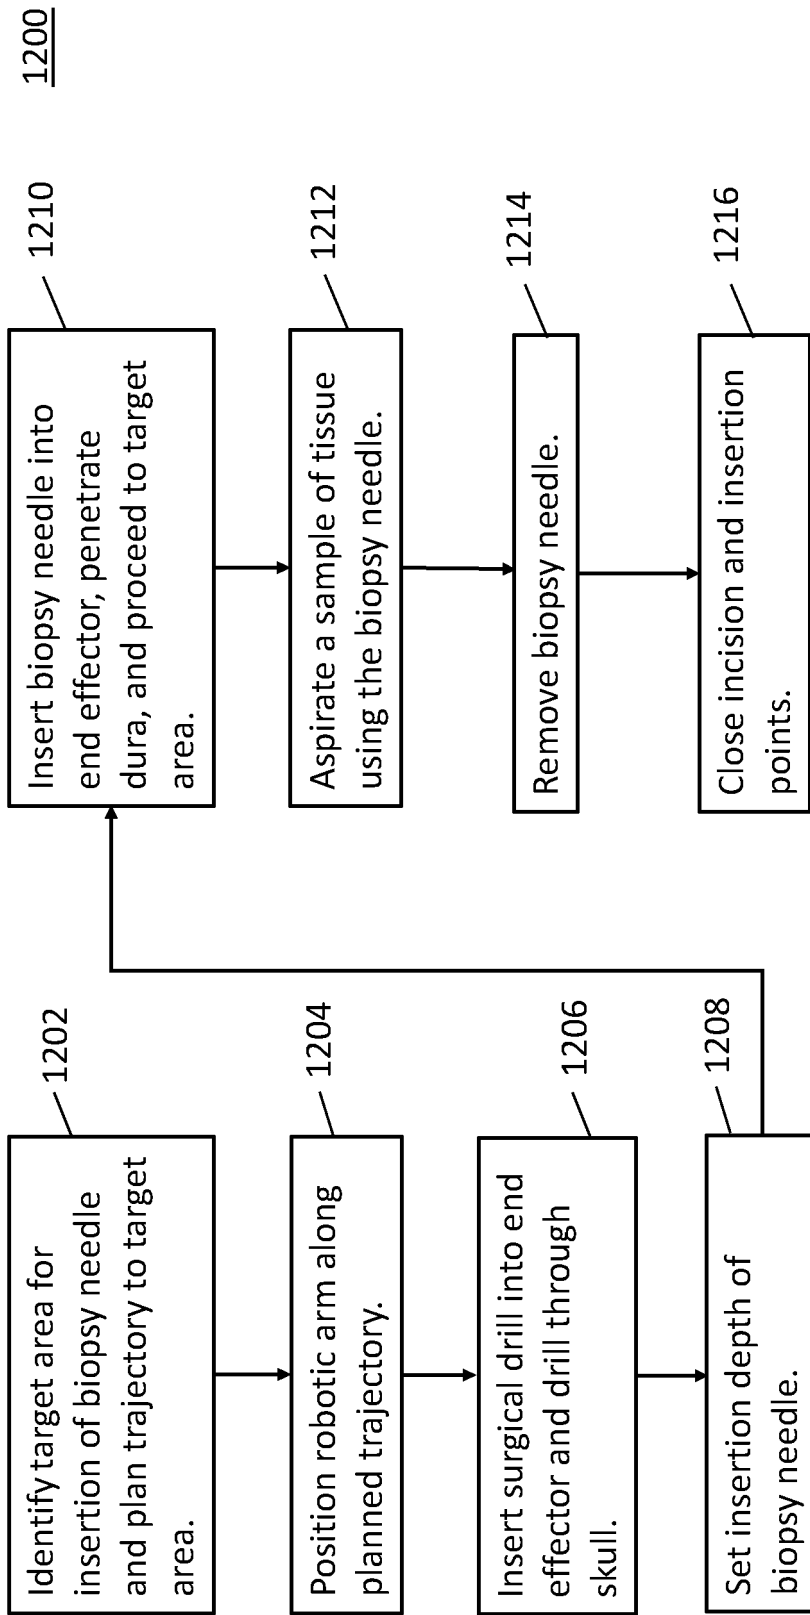 1200
Identify target area for
insertion of biopsy needle
and plan trajectory to target
area.
1202
Position robotic arm along
planned trajectory.
1204
Insert surgical drill into end
effector and drill through
skull.
1206
Set insertion depth of
biopsy needle.
1208
Insert biopsy needle into
end effector, penetrate
dura, and proceed to target
area.
1210
Aspirate a sample of tissue
using the biopsy needle.
1212
Remove biopsy needle.
1214
Close incision and insertion
points.
1216